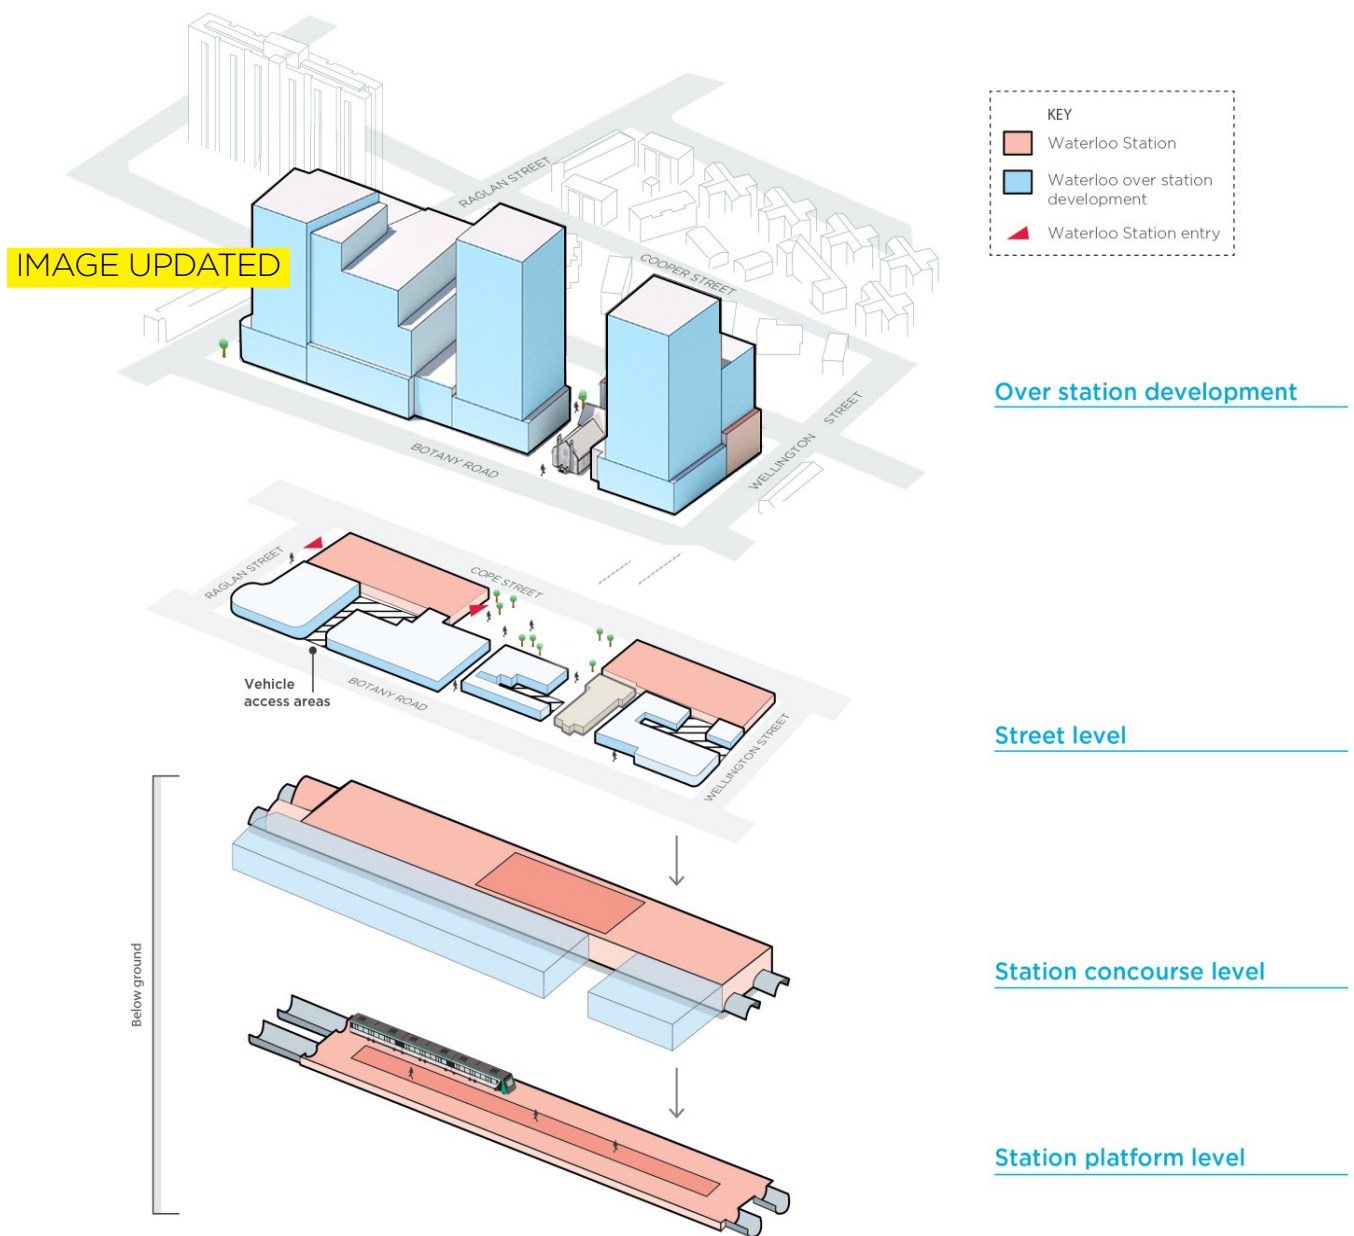 KEY
Waterloo Station
Waterloo over station
development
Waterloo Station entry
IMAGE UPDATED
RAGLAN STREET
COOPER STREET
BOTANY ROAD
WELLINGTON STREET
Over station development
RAGLAN STREET
COPE STREET
Vehicle
access areas
BOTANY ROAD
WELLINGTON STREET
Street level
Below ground
Station concourse level
Station platform level